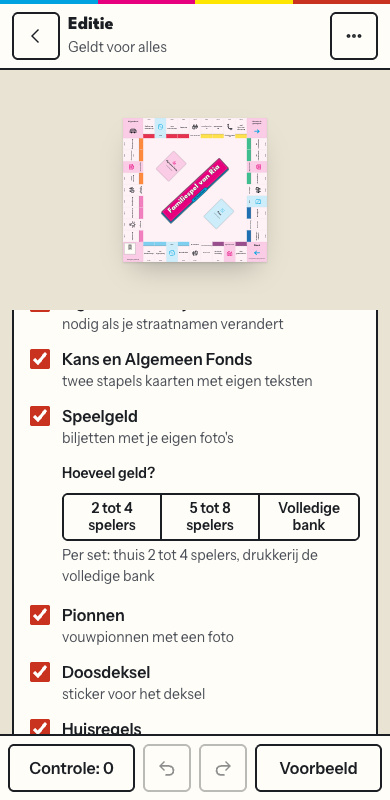 Editie
Geldt voor alles
Familiespel van Ria
nodig als je straatnamen verandert
Kans en Algemeen Fonds
twee stapels kaarten met eigen teksten
Speelgeld
biljetten met je eigen foto's
Hoeveel geld?
2 tot 4
spelers
5 tot 8
spelers
Volledige
bank
Per set: thuis 2 tot 4 spelers, drukkerij de
volledige bank
Pionnen
vouwpionnen met een foto
Doosdeksel
sticker voor het deksel
Huisregels
Controle: 0
Voorbeeld